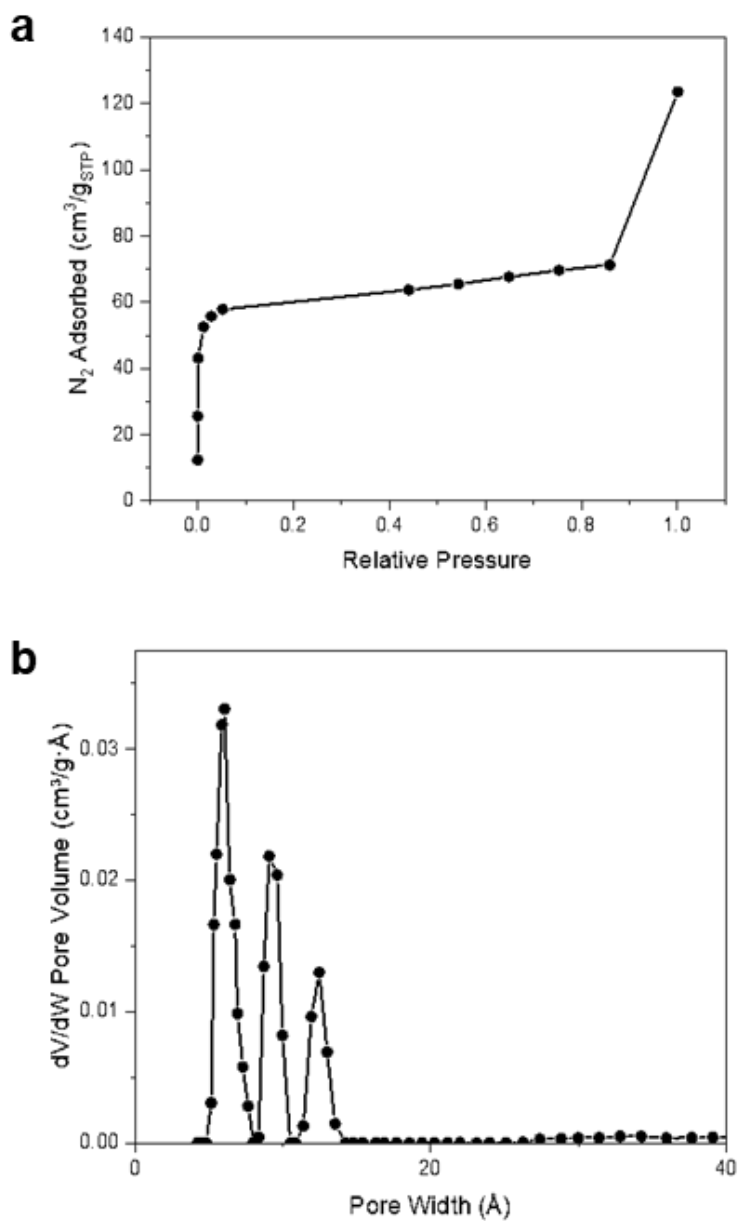 a
140
120
100
80
60
40
20
0
N₂ Adsorbed (cm³/g_STP)
0.0 0.2 0.4 0.6 0.8 1.0
Relative Pressure
b
0.03
0.02
0.01
0.00
dV/dW Pore Volume (cm³/g·Å)
0 20 40
Pore Width (Å)